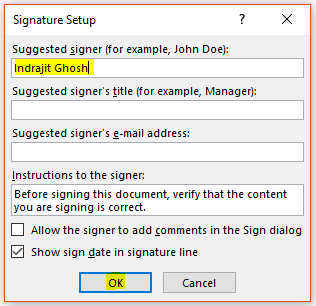 Signature Setup
Suggested signer (for example, John Doe):
Indrajit Ghosh
Suggested signer's title (for example, Manager):
Suggested signer's e-mail address:
Instructions to the signer:
Before signing this document, verify that the content
you are signing is correct.
Allow the signer to add comments in the Sign dialog
Show sign date in signature line
OK Cancel